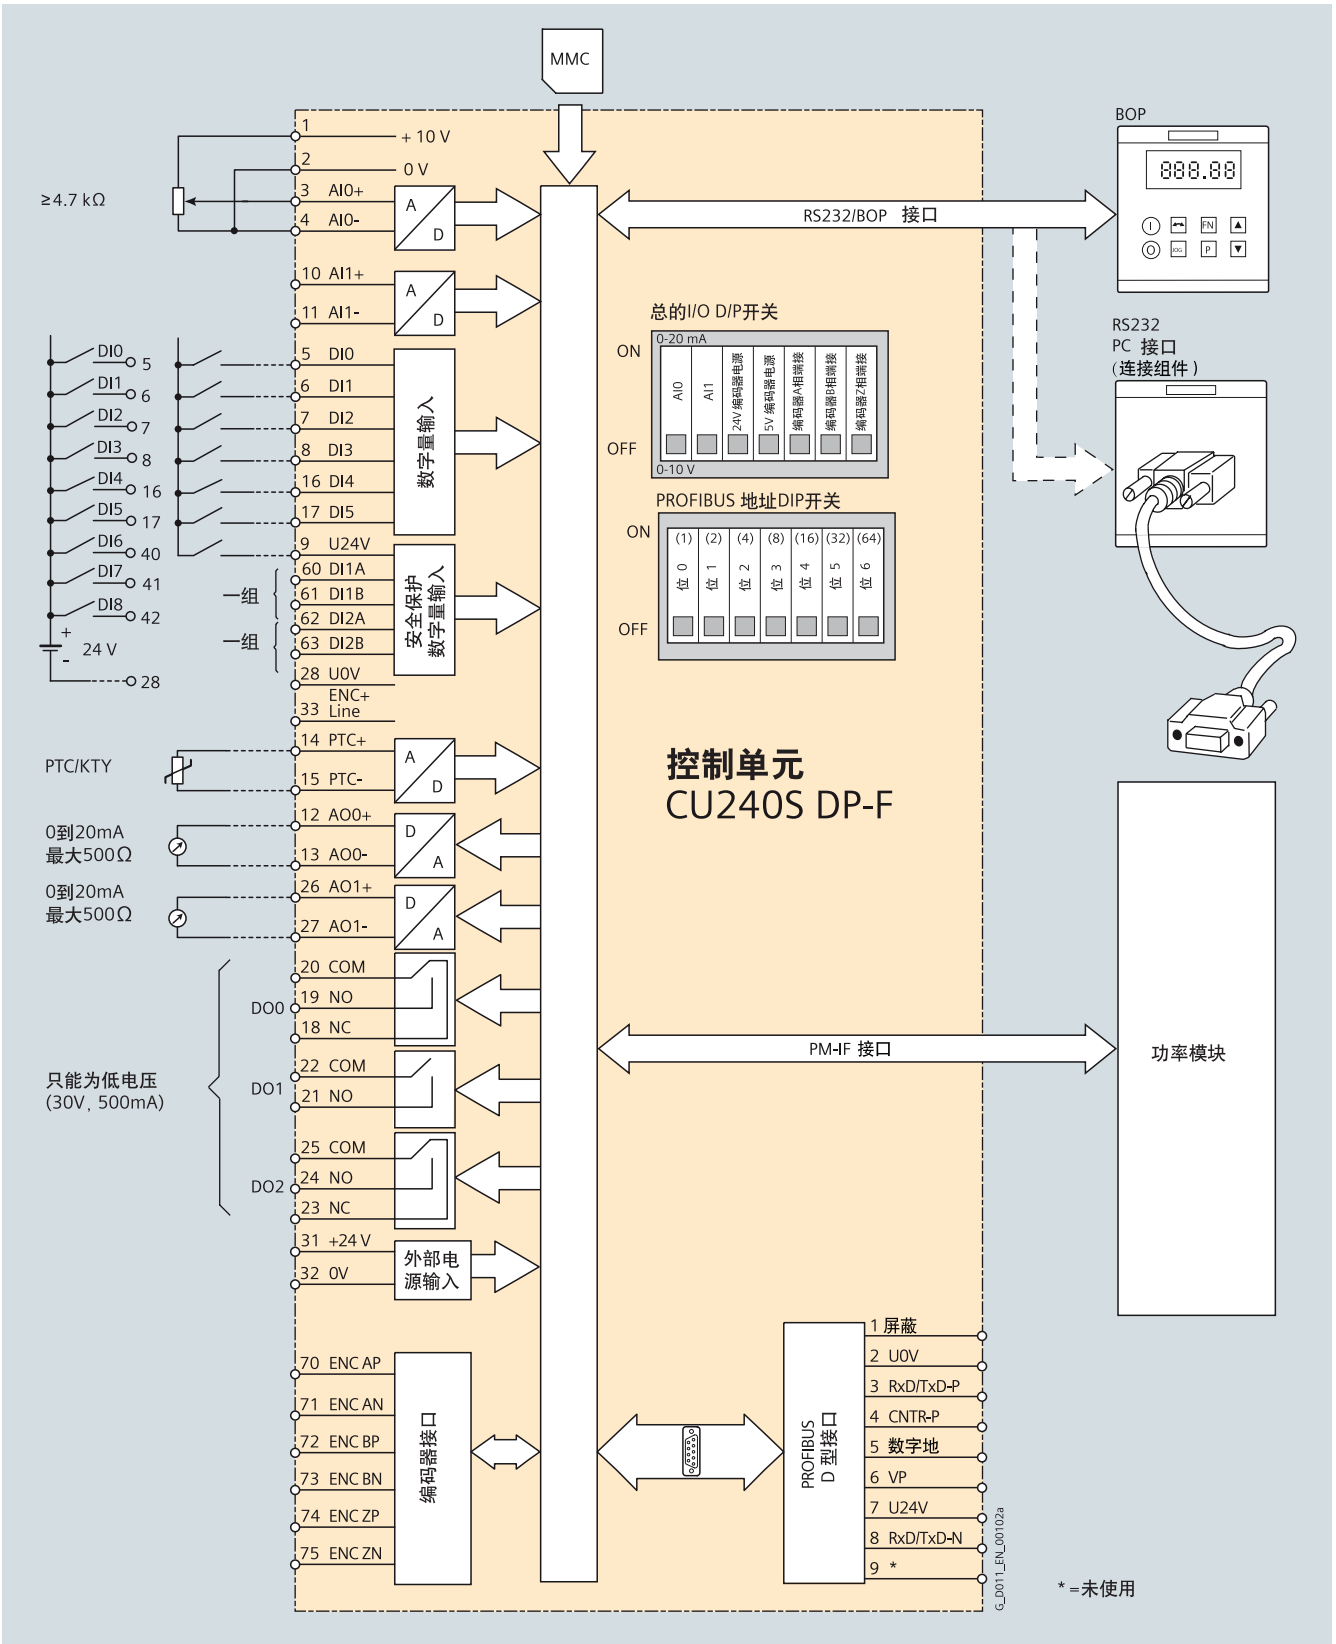 MMC
BOP
888.88
FN
JOG
P
I
O
RS232/BOP 接口
RS232
PC 接口
(连接组件)
1
+ 10 V
2
0 V
≥4.7 kΩ
3 AI0+
4 AI0-
A
D
10 AI1+
11 AI1-
A
D
DI0 5
DI1 6
DI2 7
DI3 8
DI4 16
DI5 17
DI6 40
DI7 41
DI8 42
+
24 V
-
28
5 DI0
6 DI1
7 DI2
8 DI3
16 DI4
17 DI5
数字量输入
9 U24V
60 DI1A
61 DI1B
62 DI2A
63 DI2B
一组
一组
安全保护
数字量输入
28 U0V
ENC+
33 Line
PTC/KTY
14 PTC+
15 PTC-
A
D
0到20mA
最大500Ω
12 AO0+
13 AO0-
D
A
0到20mA
最大500Ω
26 AO1+
27 AO1-
D
A
只能为低电压
(30V, 500mA)
DO0
20 COM
19 NO
18 NC
DO1
22 COM
21 NO
DO2
25 COM
24 NO
23 NC
31 +24 V
32 0V
外部电
源输入
70 ENC AP
71 ENC AN
72 ENC BP
73 ENC BN
74 ENC ZP
75 ENC ZN
编码器接口
总的I/O D/P开关
ON
OFF
0-20 mA
AI0
AI1
24V 编码器电源
5V 编码器电源
编码器A相端接
编码器B相端接
编码器Z相端接
0-10 V
PROFIBUS 地址DIP开关
ON
OFF
(1) (2) (4) (8) (16) (32) (64)
位 0
位 1
位 2
位 3
位 4
位 5
位 6
控制单元
CU240S DP-F
PM-IF 接口
功率模块
PROFIBUS
D 型接口
1 屏蔽
2 U0V
3 RxD/TxD-P
4 CNTR-P
5 数字地
6 VP
7 U24V
8 RxD/TxD-N
9 *
G_D011_EN_00102a
* =未使用